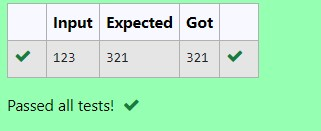 Input Expected Got
123 321 321
Passed all tests!